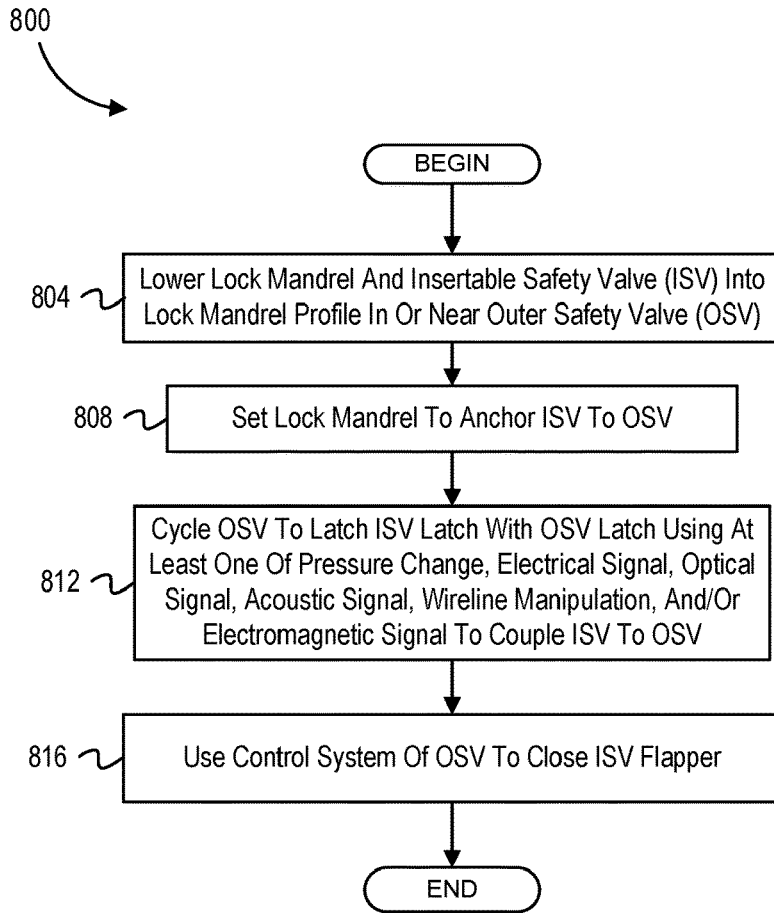 800
BEGIN
804
Lower Lock Mandrel And Insertable Safety Valve (ISV) Into
Lock Mandrel Profile In Or Near Outer Safety Valve (OSV)
808
Set Lock Mandrel To Anchor ISV To OSV
812
Cycle OSV To Latch ISV Latch With OSV Latch Using At
Least One Of Pressure Change, Electrical Signal, Optical
Signal, Acoustic Signal, Wireline Manipulation, And/Or
Electromagnetic Signal To Couple ISV To OSV
816
Use Control System Of OSV To Close ISV Flapper
END